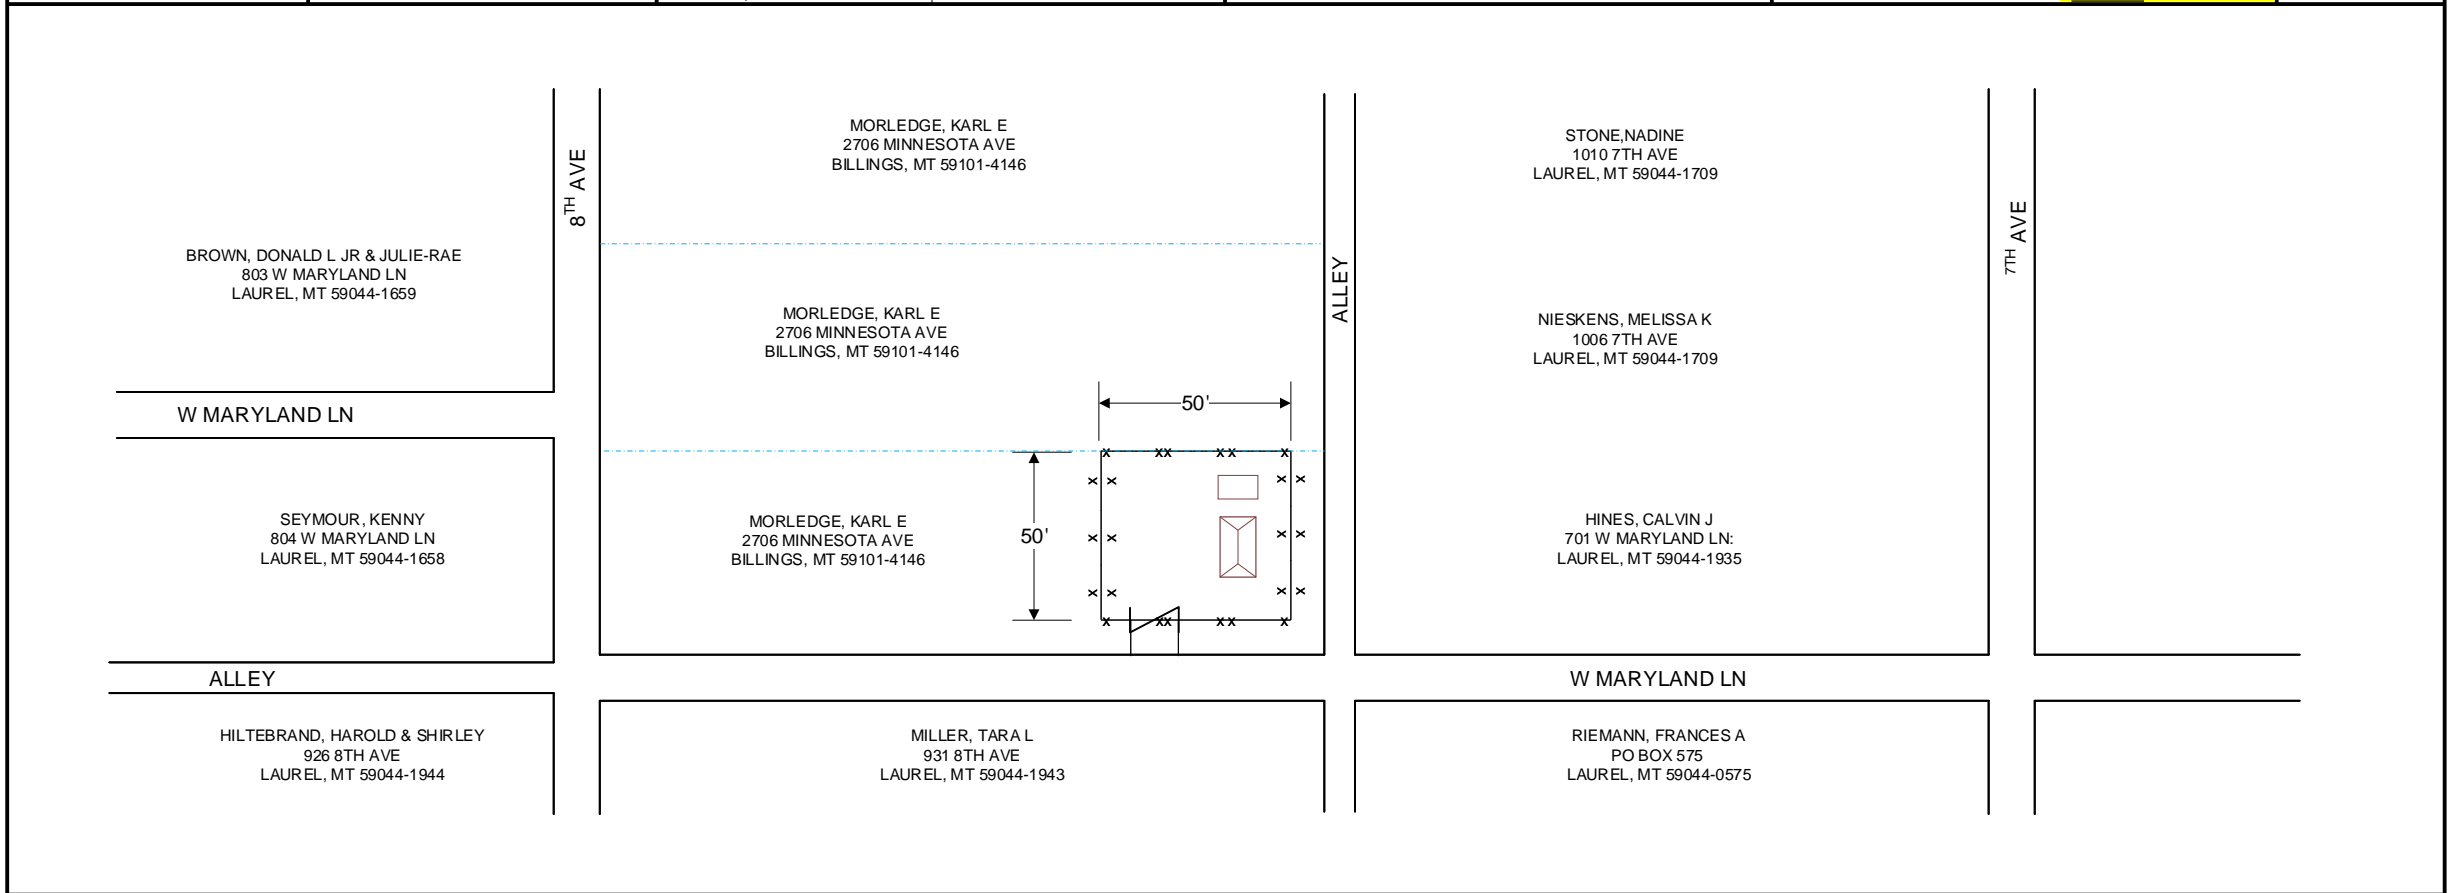 MORLEDGE, KARL E
2706 MINNESOTA AVE
BILLINGS, MT 59101-4146
STONE,NADINE
1010 7TH AVE
LAUREL, MT 59044-1709
8TH AVE
7TH AVE
BROWN, DONALD L JR & JULIE-RAE
803 W MARYLAND LN
LAUREL, MT 59044-1659
ALLEY
MORLEDGE, KARL E
2706 MINNESOTA AVE
BILLINGS, MT 59101-4146
NIESKENS, MELISSA K
1006 7TH AVE
LAUREL, MT 59044-1709
W MARYLAND LN
50'
SEYMOUR, KENNY
804 W MARYLAND LN
LAUREL, MT 59044-1658
MORLEDGE, KARL E
2706 MINNESOTA AVE
BILLINGS, MT 59101-4146
50'
HINES, CALVIN J
701 W MARYLAND LN:
LAUREL, MT 59044-1935
ALLEY
W MARYLAND LN
HILTEBRAND, HAROLD & SHIRLEY
926 8TH AVE
LAUREL, MT 59044-1944
MILLER, TARA L
931 8TH AVE
LAUREL, MT 59044-1943
RIEMANN, FRANCES A
PO BOX 575
LAUREL, MT 59044-0575